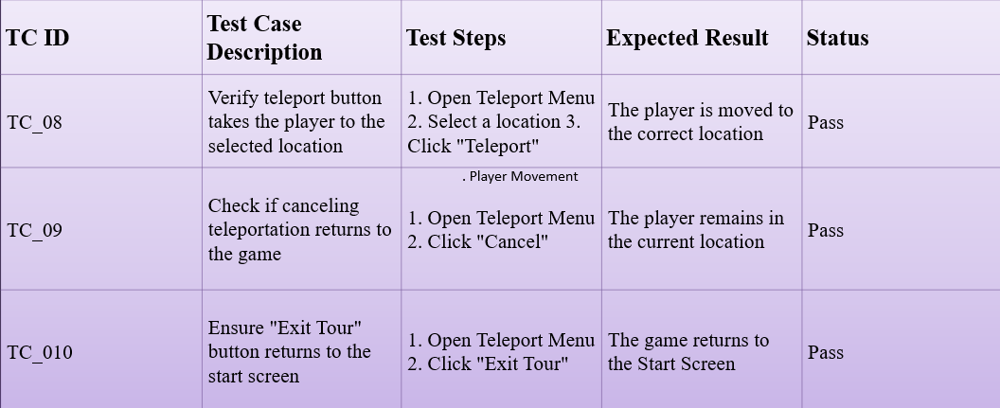 TC ID
Test Case
Description
Test Steps
Expected Result
Status
TC_08
Verify teleport button
takes the player to the
selected location
1. Open Teleport Menu
2. Select a location 3.
Click "Teleport"
The player is moved to
the correct location
Pass
. Player Movement
TC_09
Check if canceling
teleportation returns to
the game
1. Open Teleport Menu
2. Click "Cancel"
The player remains in
the current location
Pass
TC_010
Ensure "Exit Tour"
button returns to the
start screen
1. Open Teleport Menu
2. Click "Exit Tour"
The game returns to
the Start Screen
Pass